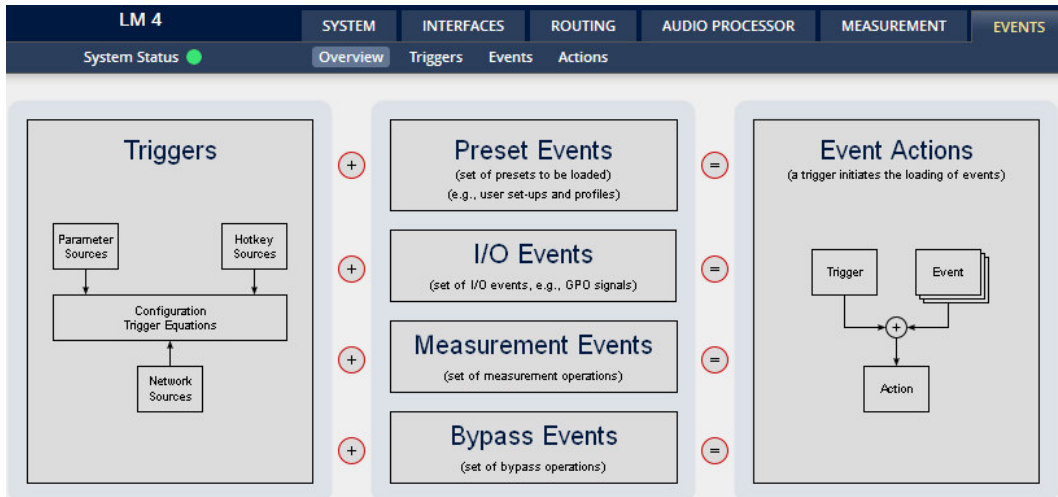 LM 4
SYSTEM
INTERFACES
ROUTING
AUDIO PROCESSOR
MEASUREMENT
EVENTS
System Status
Overview
Triggers
Events
Actions
Triggers
Parameter
Sources
Hotkey
Sources
Configuration
Trigger Equations
Network
Sources
+
Preset Events
(set of presets to be loaded)
(e.g., user set-ups and profiles)
=
+
I/O Events
(set of I/O events, e.g., GPO signals)
=
+
Measurement Events
(set of measurement operations)
=
+
Bypass Events
(set of bypass operations)
=
Event Actions
(a trigger initiates the loading of events)
Trigger
Event
+
Action